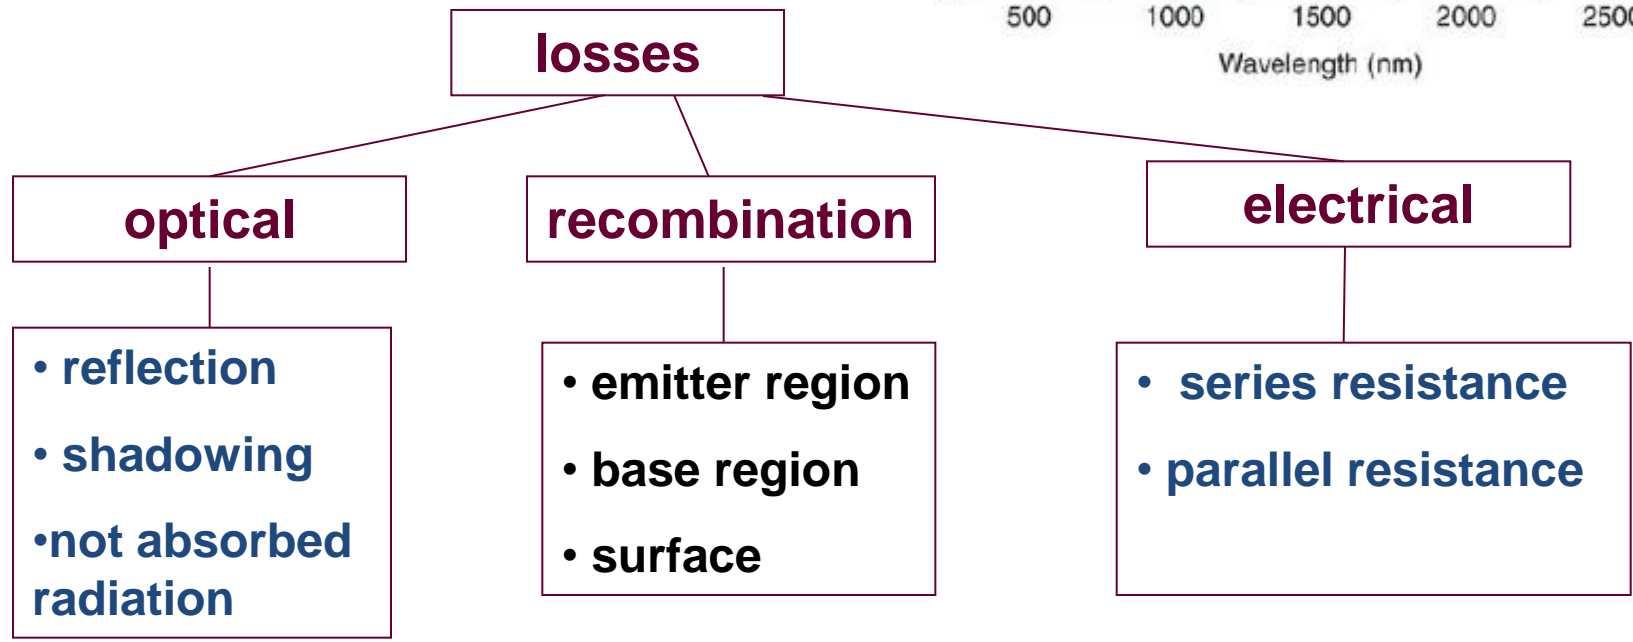 500 1000 1500 2000 2500
Wavelength (nm)
losses
optical
recombination
electrical
• reflection
• shadowing
•not absorbed
radiation
• emitter region
• base region
• surface
• series resistance
• parallel resistance